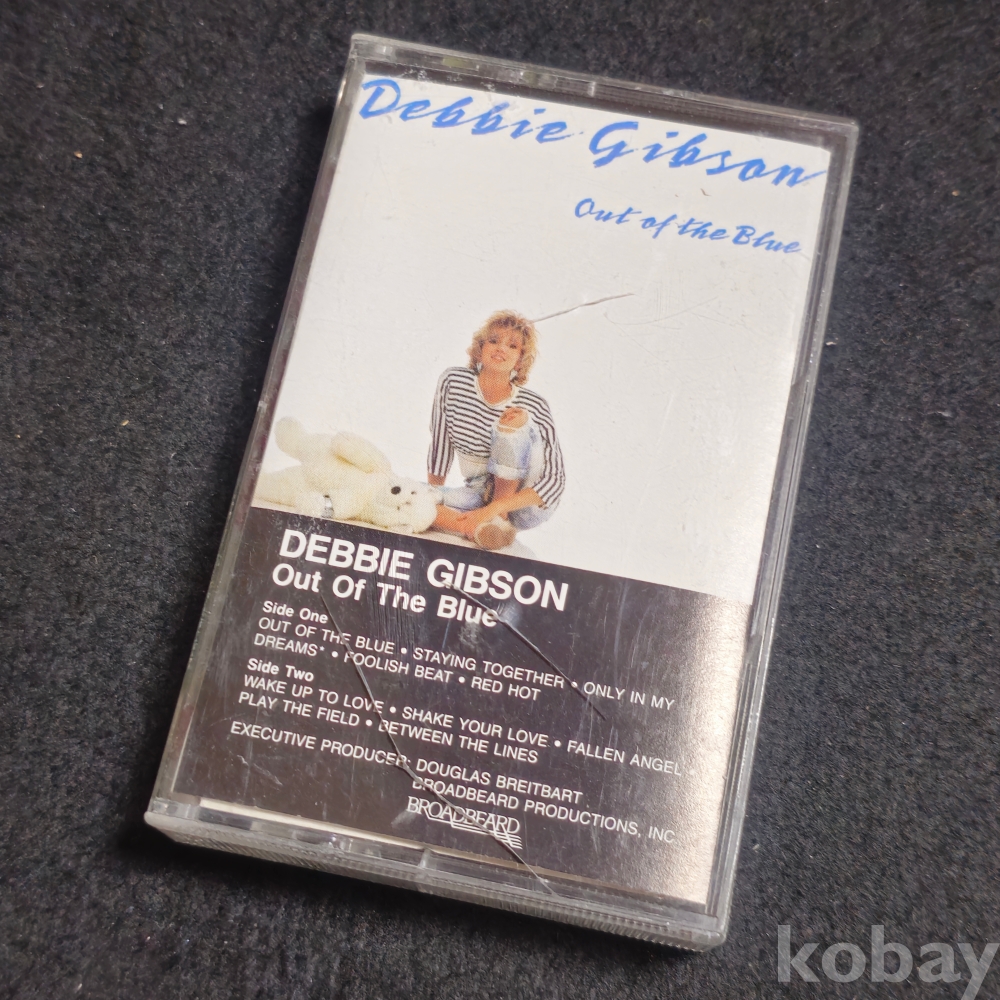 Debbie Gibson
Out of the Blue
DEBBIE GIBSON
Out Of The Blue
Side One
OUT OF THE BLUE • STAYING TOGETHER • ONLY IN MY
DREAMS* • FOOLISH BEAT • RED HOT
Side Two
WAKE UP TO LOVE • SHAKE YOUR LOVE • FALLEN ANGEL •
PLAY THE FIELD • BETWEEN THE LINES
EXECUTIVE PRODUCER: DOUGLAS BREITBART
BROADBEARD PRODUCTIONS, INC
BROADBEARD
kobay